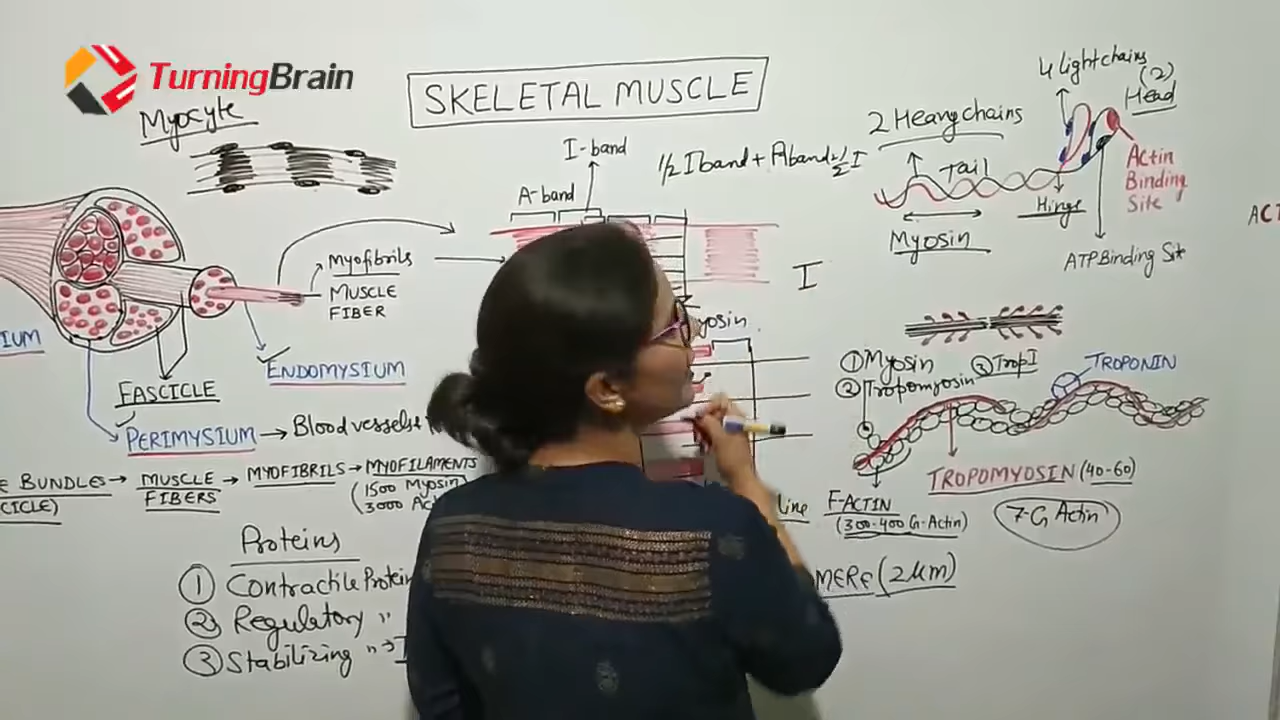 TurningBrain
SKELETAL MUSCLE
Myocyte
I-band
A-band
1/2 I band + A band + 1/2 I
2 Heavy chains
4 light chains
(2)
Head
Tail
Hinge
Actin
Binding
Site
Myosin
ATP Binding Site
I
Myofibrils
MUSCLE
FIBER
ENDOMYSIUM
FASCICLE
PERIMYSIUM → Blood vessels
① Myosin
② Tropomyosin
③ Trop I
TROPONIN
TROPOMYOSIN (40-60)
F-ACTIN
(300-400 G-Actin)
7-G Actin
MUSCLE
FIBERS → MYOFIBRILS → MYOFILAMENTS
(1500 Myosin
3000
Proteins
① Contractile
② Regulatory "
③ Stabilizing " →
(2μm)